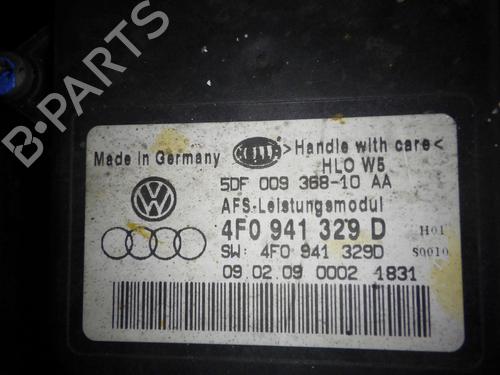 B-PARTS
Made in Germany
HELLA
>Handle with care<
HLO W5
5DF 009 368-10 AA
AFS-Leistungsmodul
4F0 941 329 D H01
SW: 4F0 941 329D S0010
09 02 09 0002 1831